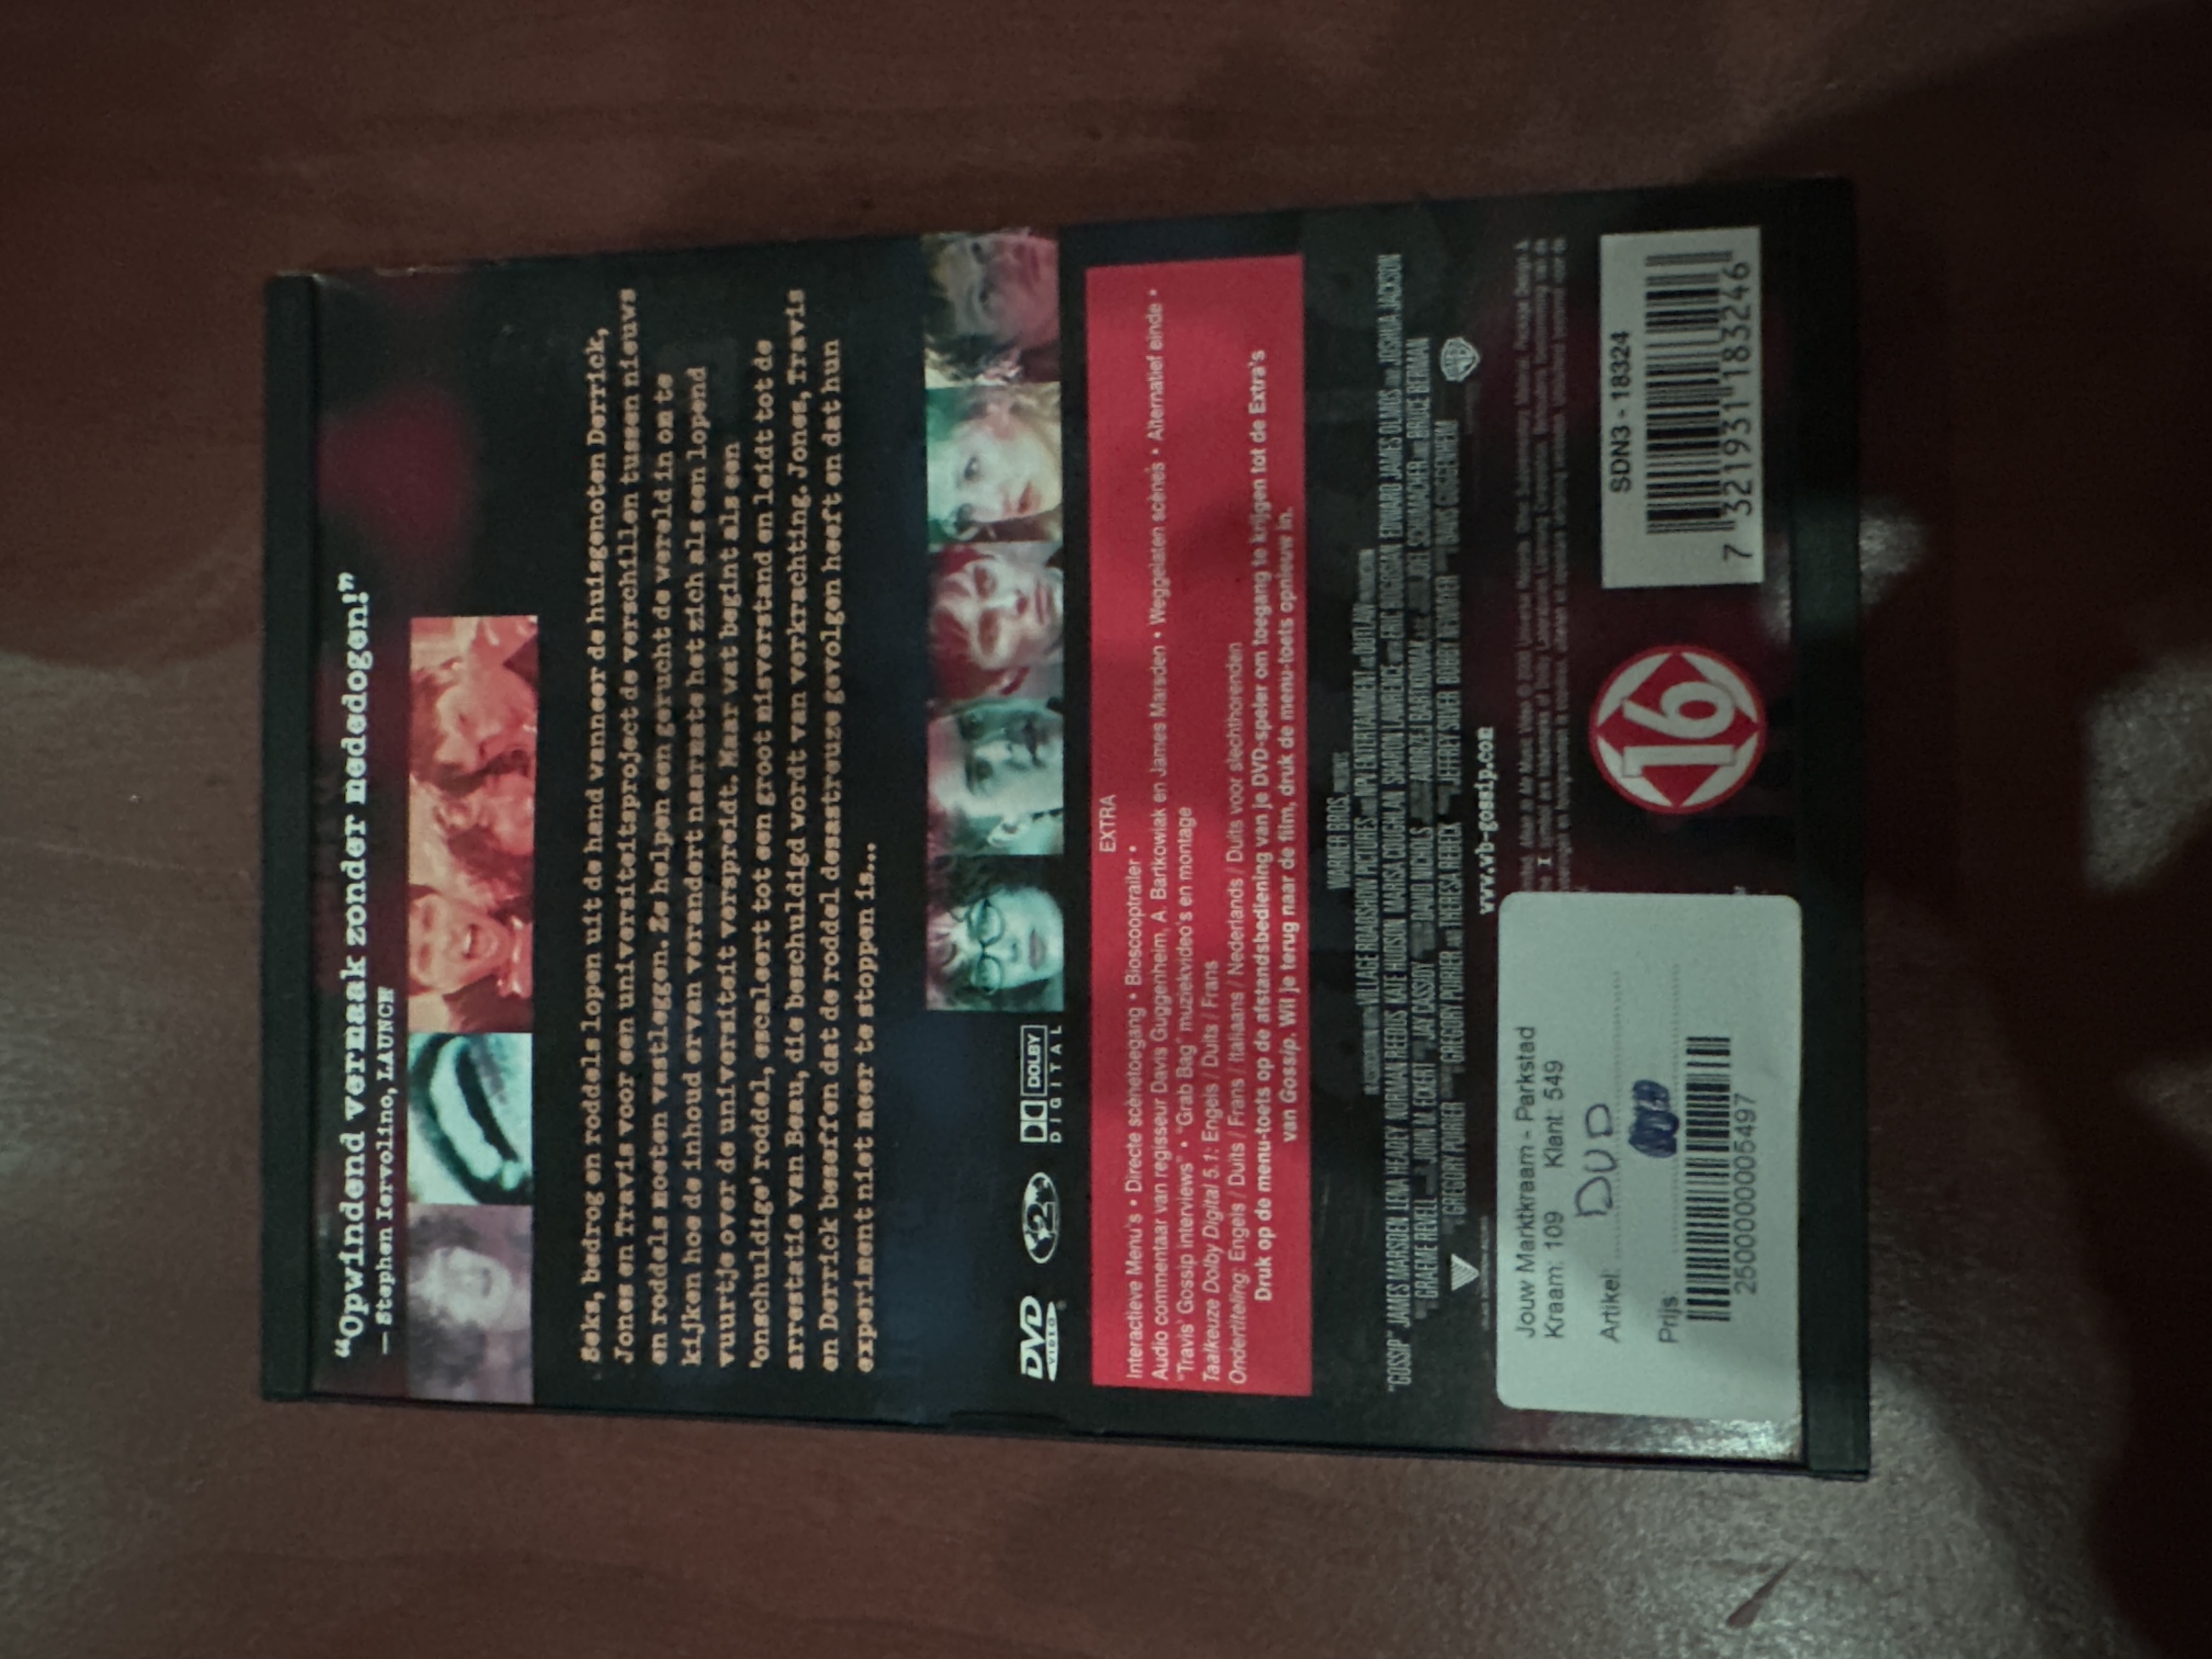 “Opwindend vermaak zonder mededogen!”
— Stephen Iervolino, LAUNCH
Seks, bedrog en roddels lopen uit de hand wanneer de huisgenoten Derrick,
Jones en Travis voor een universiteitsproject de verschillen tussen nieuws
en roddels moeten vastleggen. Ze helpen een gerucht de wereld in om te
kijken hoe de inhoud ervan verandert naarmate het zich als een lopend
vuurtje over de universiteit verspreidt. Maar wat begint als een
'onschuldige' roddel, escaleert tot een groot misverstand en leidt tot de
arrestatie van Beau, die beschuldigd wordt van verkrachting. Jones, Travis
en Derrick beseffen dat de roddel desastreuze gevolgen heeft en dat hun
experiment niet meer te stoppen is...
DVD VIDEO 2 DOLBY DIGITAL
EXTRA
Interactieve Menu's • Directe scènetoegang • Bioscooptrailer •
Audio commentaar van regisseur Davis Guggenheim, A. Bartkowiak en James Marsden • Weggelaten scènes • Alternatief einde •
"Travis' Gossip interviews" • "Grab Bag" muziekvideo's en montage
Taalkeuze Dolby Digital 5.1: Engels / Duits / Frans
Ondertiteling: Engels / Duits / Frans / Italiaans / Nederlands / Duits voor slechthorenden
Druk op de menu-toets op de afstandsbediening van je DVD-speler om toegang te krijgen tot de Extra's
van Gossip. Wil je terug naar de film, druk de menu-toets opnieuw in.
WARNER BROS.
VILLAGE ROADSHOW PICTURES NPV ENTERTAINMENT OUTLAW
"GOSSIP" JAMES MARSDEN LENA HEADEY NORMAN REEDUS KATE HUDSON MARISA COUGHLAN SHARON LAWRENCE ERIC BOGOSIAN EDWARD JAMES OLMOS JOSHUA JACKSON
GRAEME REVELL JOHN M. ECKERT JAY CASSIDY DAVID NICHOLS ANDRZEJ BARTKOWIAK JOEL SCHUMACHER BRUCE BERMAN
GREGORY POIRIER GREGORY POIRIER THERESA REBECK JEFFREY SILVER BOBBY NEWMYER DAVIS GUGGENHEIM
www.wb-gossip.com
Jouw Marktkraam - Parkstad
Kraam: 109 Klant: 549
Artikel: DVD
Prijs
2500000005497
16
SDN3 - 18324
7 321931 183246